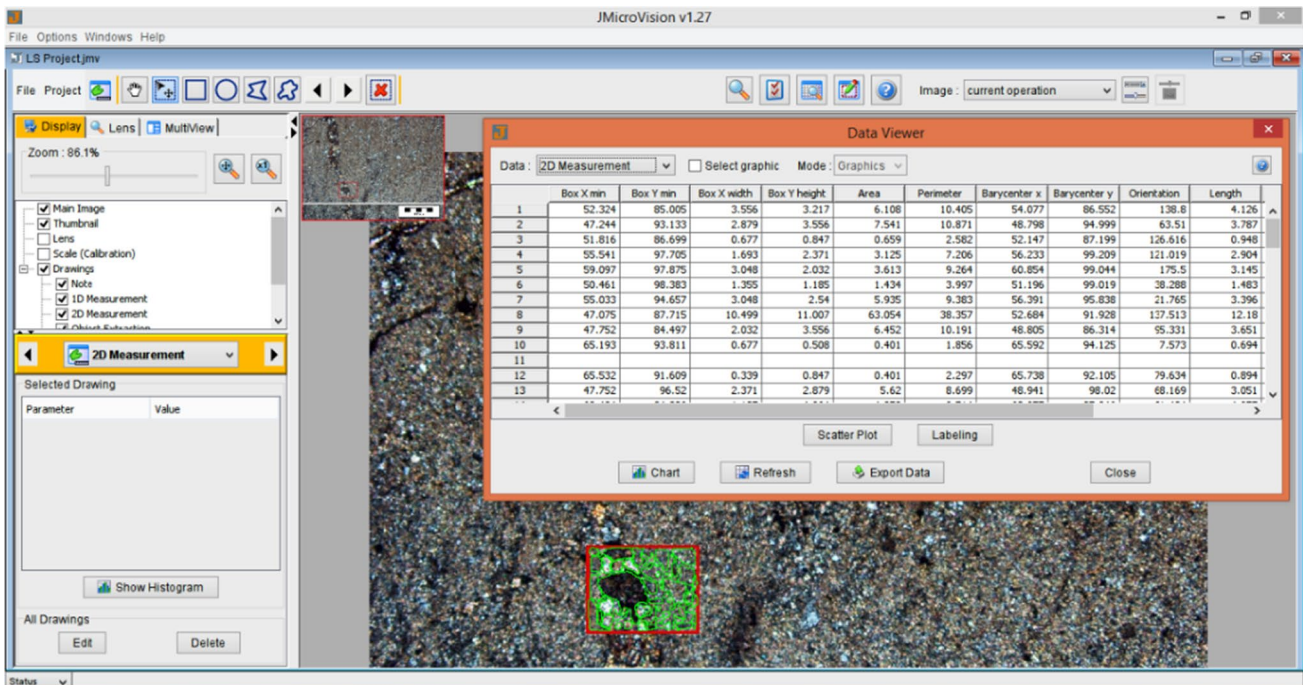 JMicroVision v1.27
File Options Windows Help
LS Project.jmv
File Project
Image : current operation
Display Lens MultiView
Zoom : 86.1%
Main Image
Thumbnail
Lens
Scale (Calibration)
Drawings
Note
1D Measurement
2D Measurement
Object Extraction
2D Measurement
Selected Drawing
Parameter Value
Show Histogram
All Drawings
Edit Delete
Status
Data Viewer
Data : 2D Measurement Select graphic Mode : Graphics
Box X min Box Y min Box X width Box Y height Area Perimeter Barycenter x Barycenter y Orientation Length
1 52.324 85.005 3.556 3.217 6.108 10.405 54.077 86.552 138.8 4.126
2 47.244 93.133 2.879 3.556 7.541 10.871 48.798 94.999 63.51 3.787
3 51.816 86.699 0.677 0.847 0.659 2.582 52.147 87.199 126.616 0.948
4 55.541 97.705 1.693 2.371 3.125 7.206 56.233 99.209 121.019 2.904
5 59.097 97.875 3.048 2.032 3.613 9.264 60.854 99.044 175.5 3.145
6 50.461 98.383 1.355 1.185 1.434 3.997 51.196 99.019 38.288 1.483
7 55.033 94.657 3.048 2.54 5.935 9.383 56.391 95.838 21.765 3.396
8 47.075 87.715 10.499 11.007 63.054 38.357 52.684 91.928 137.513 12.18
9 47.752 84.497 2.032 3.556 6.452 10.191 48.805 86.314 95.331 3.651
10 65.193 93.811 0.677 0.508 0.401 1.856 65.592 94.125 7.573 0.694
11
12 65.532 91.609 0.339 0.847 0.401 2.297 65.738 92.105 79.634 0.894
13 47.752 96.52 2.371 2.879 5.62 8.699 48.941 98.02 68.169 3.051
Scatter Plot Labeling
Chart Refresh Export Data Close